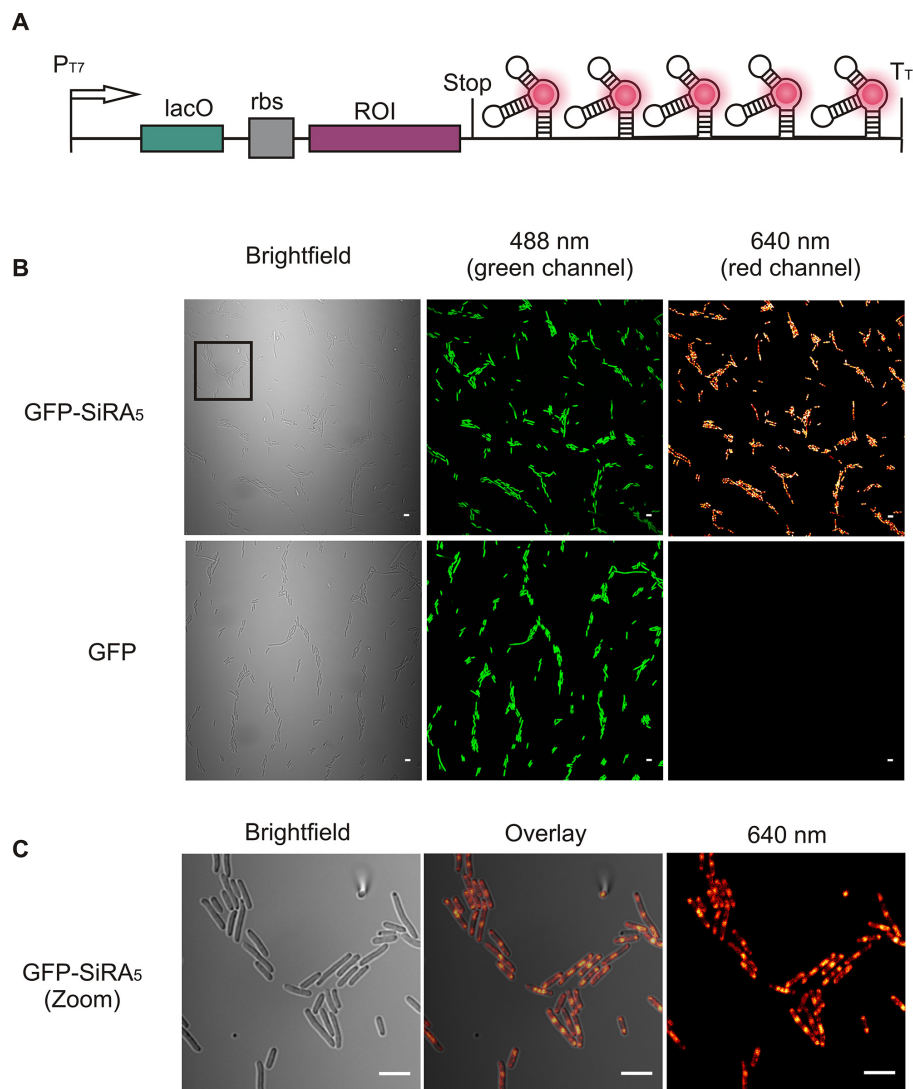 A
PT7
lacO
rbs
ROI
Stop
TT
B
Brightfield
488 nm
(green channel)
640 nm
(red channel)
GFP-SiRA5
GFP
C
Brightfield
Overlay
640 nm
GFP-SiRA5
(Zoom)